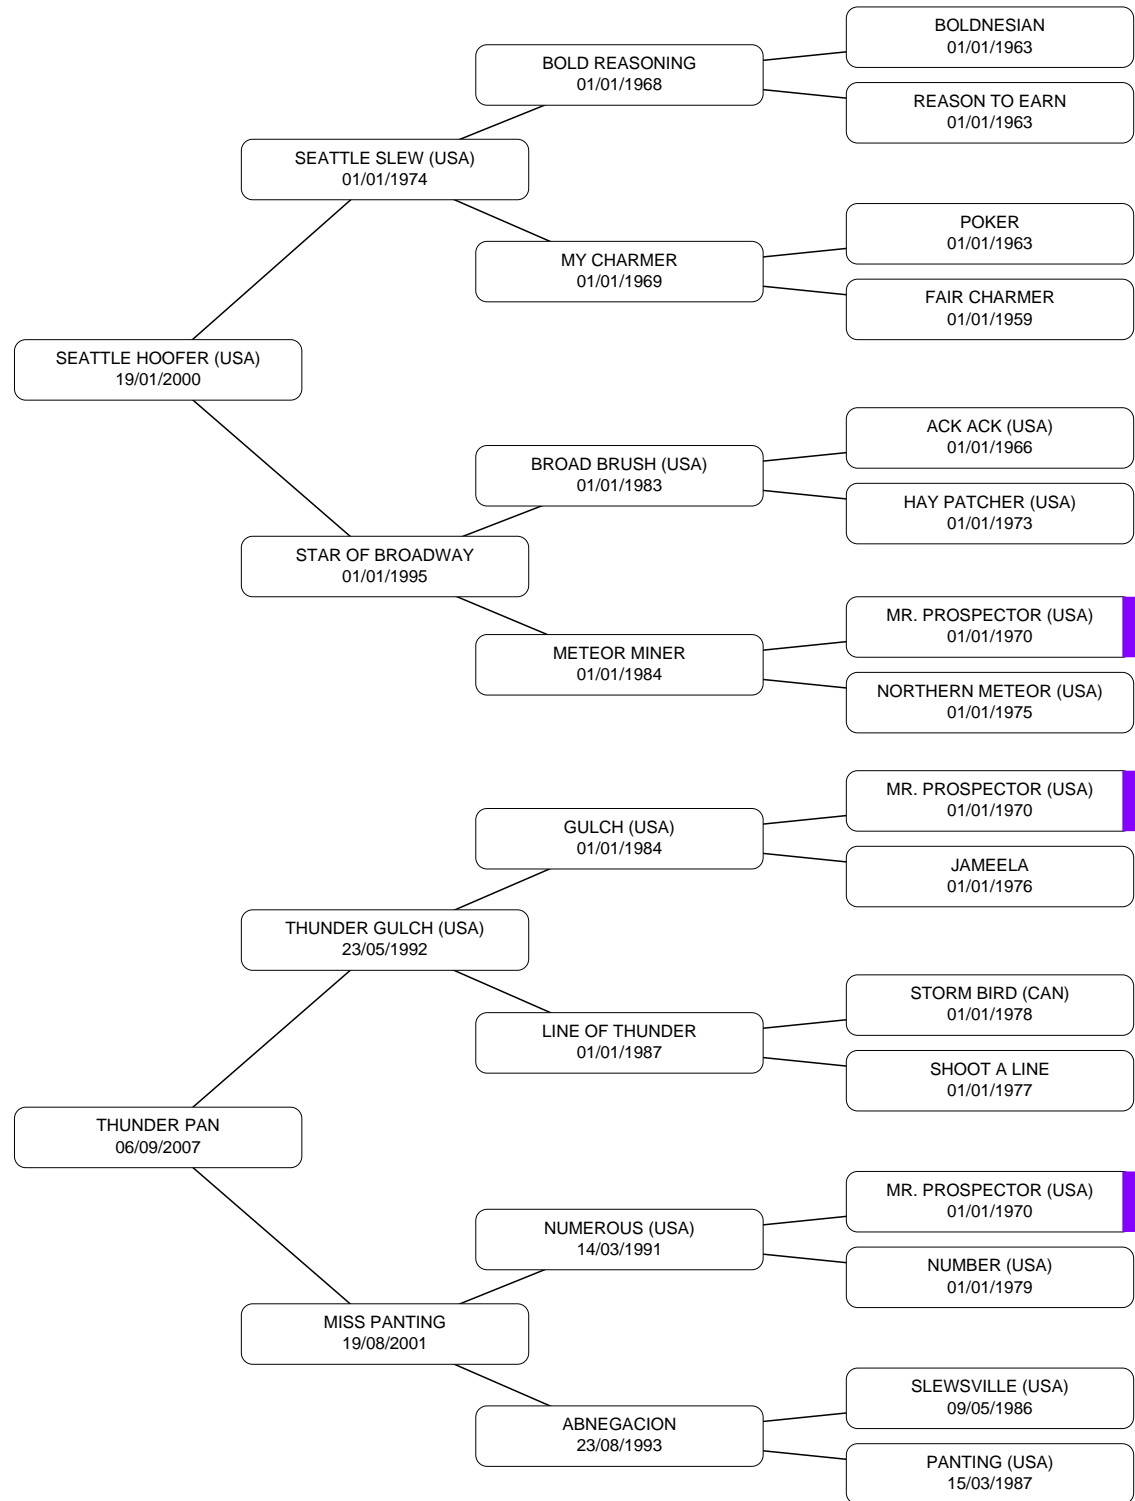 BOLDNESIAN
01/01/1963
BOLD REASONING
01/01/1968
REASON TO EARN
01/01/1963
SEATTLE SLEW (USA)
01/01/1974
POKER
01/01/1963
MY CHARMER
01/01/1969
FAIR CHARMER
01/01/1959
SEATTLE HOOFER (USA)
19/01/2000
ACK ACK (USA)
01/01/1966
BROAD BRUSH (USA)
01/01/1983
HAY PATCHER (USA)
01/01/1973
STAR OF BROADWAY
01/01/1995
MR. PROSPECTOR (USA)
01/01/1970
METEOR MINER
01/01/1984
NORTHERN METEOR (USA)
01/01/1975
MR. PROSPECTOR (USA)
01/01/1970
GULCH (USA)
01/01/1984
JAMEELA
01/01/1976
THUNDER GULCH (USA)
23/05/1992
STORM BIRD (CAN)
01/01/1978
LINE OF THUNDER
01/01/1987
SHOOT A LINE
01/01/1977
THUNDER PAN
06/09/2007
MR. PROSPECTOR (USA)
01/01/1970
NUMEROUS (USA)
14/03/1991
NUMBER (USA)
01/01/1979
MISS PANTING
19/08/2001
SLEWSVILLE (USA)
09/05/1986
ABNEGACION
23/08/1993
PANTING (USA)
15/03/1987